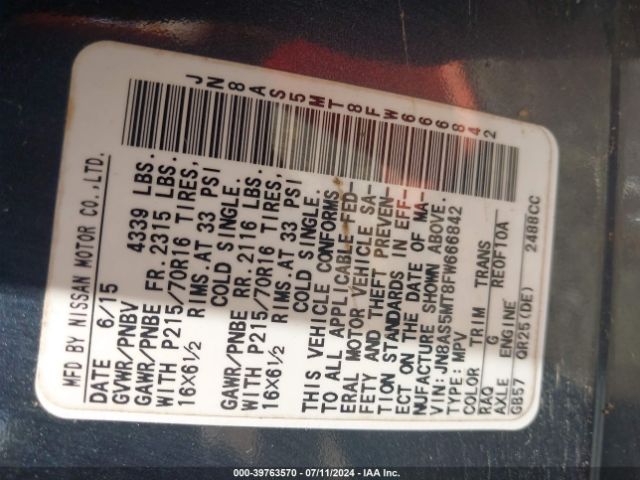 MFD BY NISSAN MOTOR CO.,LTD.
DATE 6/15
GVWR/PNBV 4339 LBS.
GAWR/PNBE FR. 2315 LBS.
WITH P215/70R16 TIRES,
16X6½ RIMS.AT 33 PSI
COLD SINGLE.
GAWR/PNBE RR. 2116 LBS.
WITH P215/70R16 TIRES,
16X6½ RIMS.AT 33 PSI
COLD SINGLE.
THIS VEHICLE CONFORMS
TO ALL APPLICABLE FED-
ERAL MOTOR VEHICLE SA-
FETY AND THEFT PREVEN-
TION STANDARDS IN EFF-
ECT ON THE DATE OF MA-
NUFACTURE SHOWN ABOVE.
VIN: JN8AS5MT8FW666842
TYPE: MPV
COLOR TRIM TRANS
RAQ G RE0F10A
AXLE ENGINE
GB57 QR25(DE) 2488CC
JN8AS5MT8FW666842
000-39763570 - 07/11/2024 - IAA Inc.